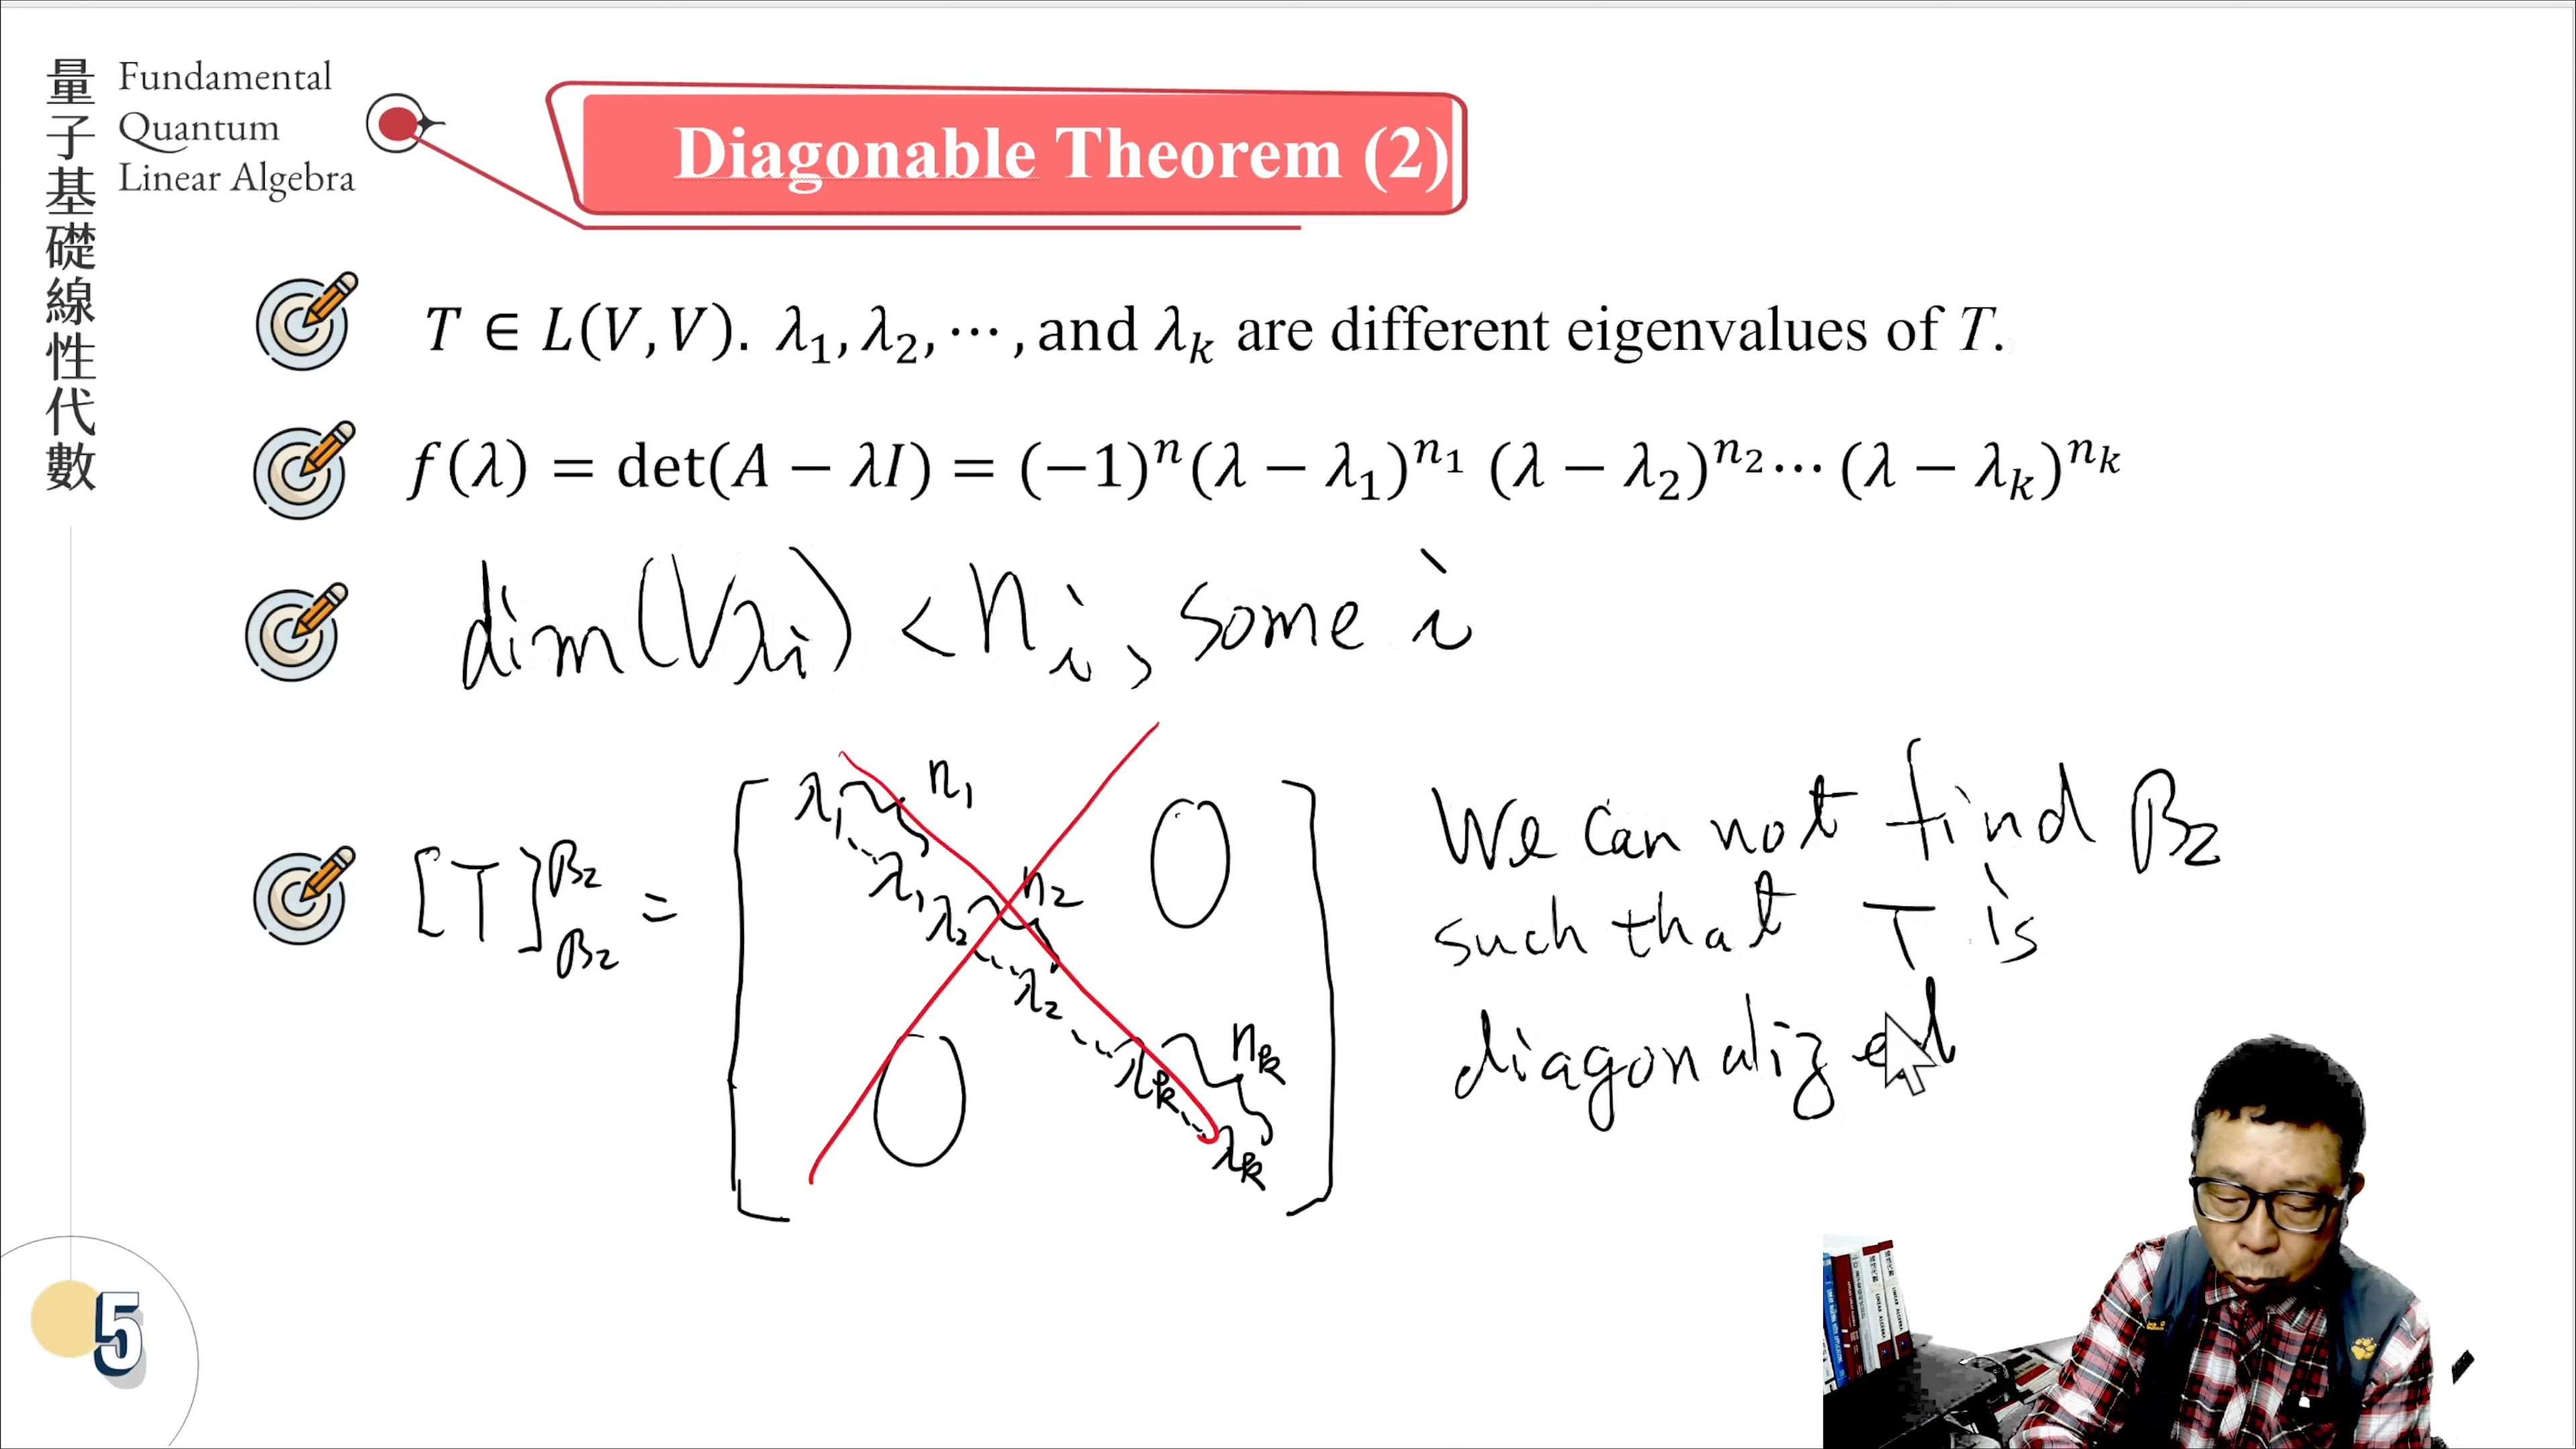 量子基礎線性代數
Fundamental
Quantum
Linear Algebra
Diagonable Theorem (2)
T ∈ L(V, V). λ₁, λ₂, ⋯, and λₖ are different eigenvalues of T.
f(λ) = det(A − λI) = (−1)ⁿ(λ − λ₁)ⁿ¹ (λ − λ₂)ⁿ² ⋯ (λ − λₖ)ⁿᵏ
dim(Vλi) < ni, some i
[T]β₂β₂ =
λ₁ n₁
λ₁
λ₂ n₂
λ₂
λₖ nₖ
λₖ
0
0
We can not find β₂
such that T is
diagonalized
5